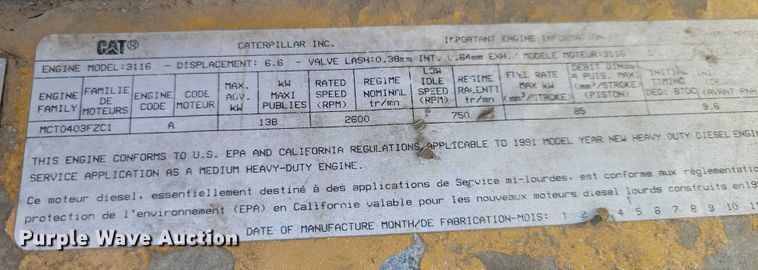 CAT® CATERPILLAR INC. IMPORTANT ENGINE INFORMATION
ENGINE MODEL:3116 - DISPLACEMENT: 6.6 - VALVE LASH:0.38mm INT. 0.64mm EXH./ MODELE MOTEUR:3116
ENGINE FAMILY FAMILLE DE MOTEURS ENGINE CODE CODE MOTEUR MAX. ADV. kW kW MAXI PUBLIES RATED SPEED (RPM) REGIME NOMINAL tr/mn LOW IDLE SPEED (RPM) REGIME RALENTI tr/mn FUEL RATE MAX kW (mm³/STROKE) DEBIT A PUIS. MAXI (mm³/STROKE) (PISTON) INITIAL TIMING DEG. BTDC (AVANT
MCT0403FZC1 A 138 2600 750 85 9.6
THIS ENGINE CONFORMS TO U.S. EPA AND CALIFORNIA REGULATIONS APPLICABLE TO 1991 MODEL YEAR NEW HEAVY DUTY DIESEL
SERVICE APPLICATION AS A MEDIUM HEAVY-DUTY ENGINE.
Ce moteur diesel, essentiellement destiné à des applications de Service mi-lourdes, est conforme aux
protection de l'environnement (EPA) en Californie valable pour les nouveaux moteurs diesel lourds construits en
DATE OF MANUFACTURE MONTH/DE FABRICATION-MOIS: 1 2 4 5 6 7 8 9 10
Purple Wave Auction